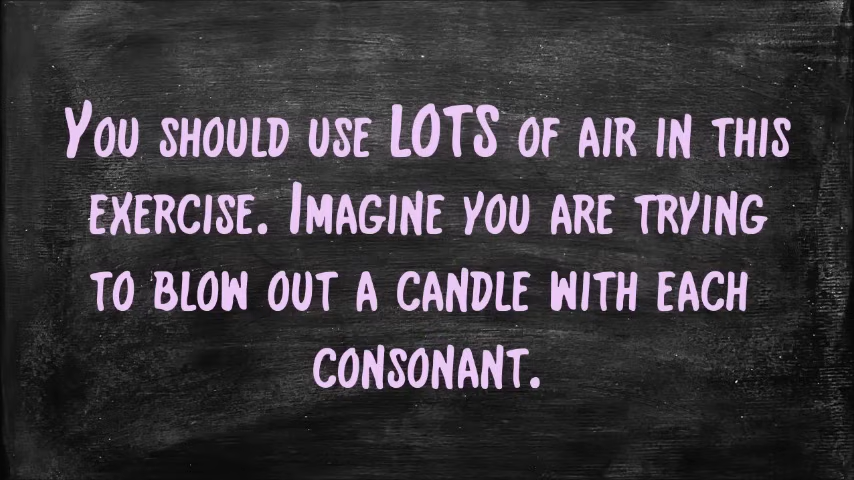 You should use LOTS of air in this
exercise. Imagine you are trying
to blow out a candle with each
consonant.